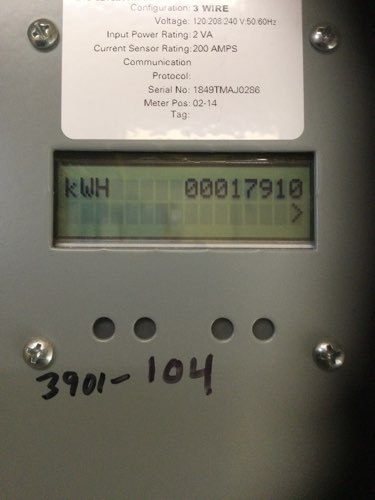 Configuration: 3 WIRE
Voltage: 120:208:240 V:50:60Hz
Input Power Rating: 2 VA
Current Sensor Rating: 200 AMPS
Communication
Protocol:
Serial No: 1849TMAJ0286
Meter Pos: 02-14
Tag:
kWH 00017910
>
3901-104